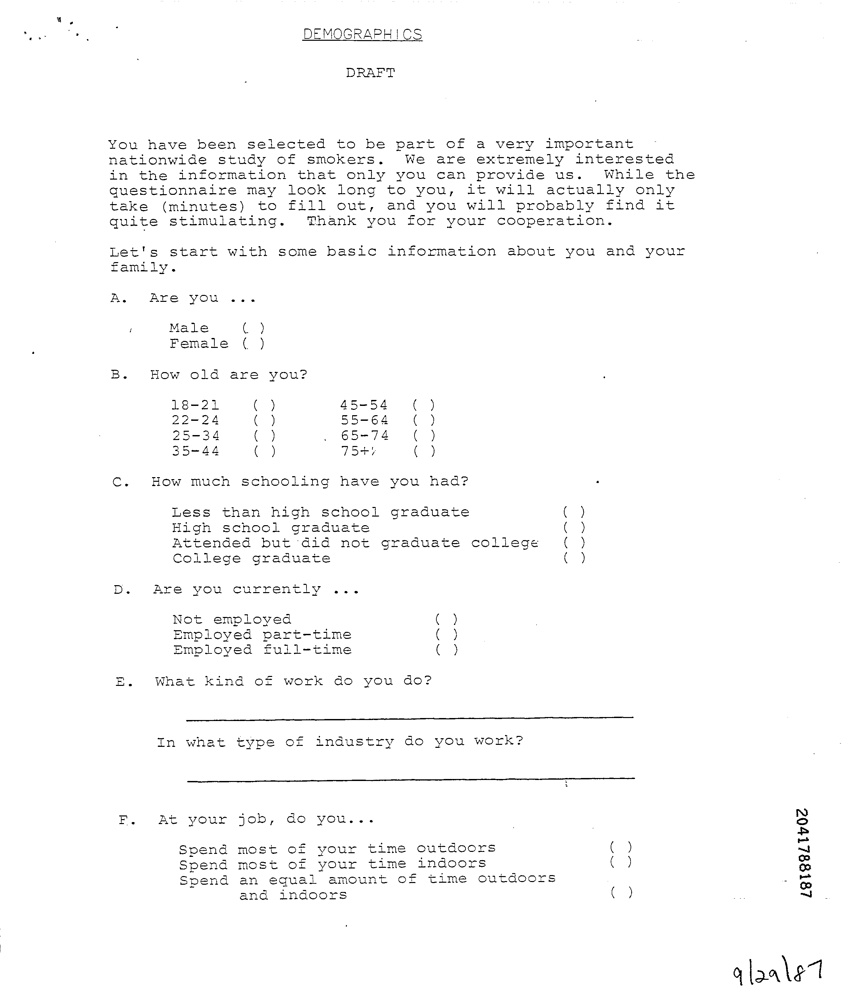 DEMOGRAPHICS
DRAFT
You have been selected to be part of a very important
nationwide study of smokers. We are extremely interested
in the information that only you can provide us. While the
questionnaire may look long to you, it will actually only
take (minutes) to fill out, and you will probably find it
quite stimulating. Thank you for your cooperation.
Let's start with some basic information about you and your
family.
A. Are you ...
Male ( )
Female ( )
B. How old are you?
18-21 ( ) 45-54 ( )
22-24 ( ) 55-64 ( )
25-34 ( ) 65-74 ( )
35-44 ( ) 75+ ( )
C. How much schooling have you had?
Less than high school graduate ( )
High school graduate ( )
Attended but did not graduate college ( )
College graduate ( )
D. Are you currently ...
Not employed ( )
Employed part-time ( )
Employed full-time ( )
E. What kind of work do you do?
In what type of industry do you work?
F. At your job, do you...
Spend most of your time outdoors ( )
Spend most of your time indoors ( )
Spend an equal amount of time outdoors
and indoors ( )
2041788187
9/29/87